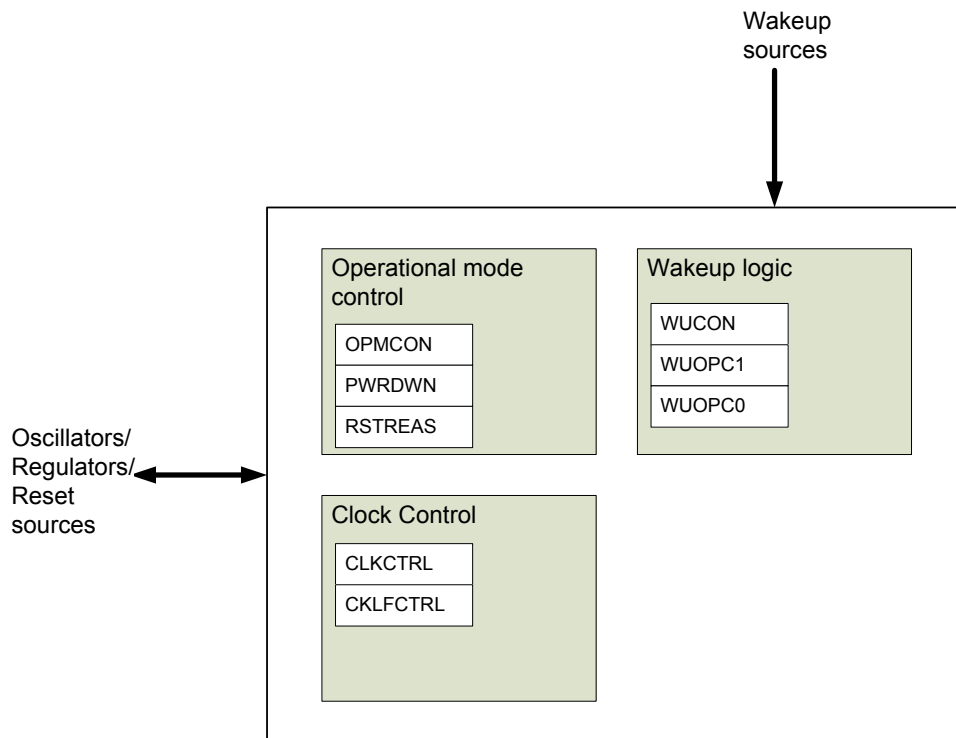 Wakeup
sources
Operational mode
control
OPMCON
PWRDWN
RSTREAS
Wakeup logic
WUCON
WUOPC1
WUOPC0
Oscillators/
Regulators/
Reset
sources
Clock Control
CLKCTRL
CKLFCTRL